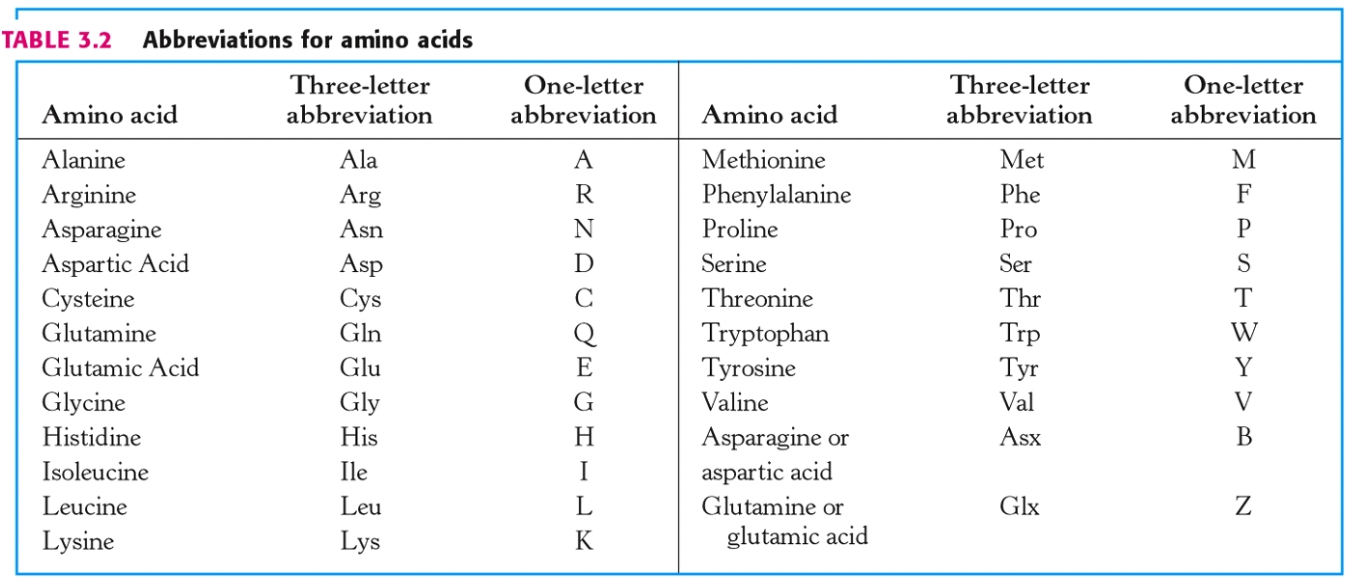 TABLE 3.2 Abbreviations for amino acids
Amino acid Three-letter abbreviation One-letter abbreviation Amino acid Three-letter abbreviation One-letter abbreviation
Alanine Ala A Methionine Met M
Arginine Arg R Phenylalanine Phe F
Asparagine Asn N Proline Pro P
Aspartic Acid Asp D Serine Ser S
Cysteine Cys C Threonine Thr T
Glutamine Gln Q Tryptophan Trp W
Glutamic Acid Glu E Tyrosine Tyr Y
Glycine Gly G Valine Val V
Histidine His H Asparagine or Asx B
Isoleucine Ile I aspartic acid
Leucine Leu L Glutamine or Glx Z
Lysine Lys K glutamic acid